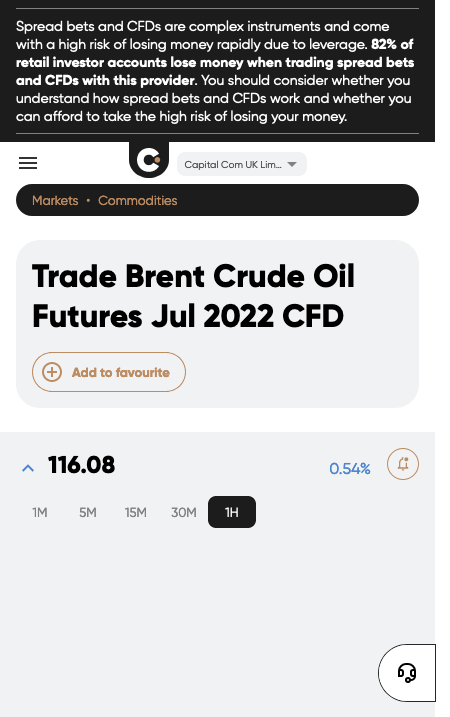 Spread bets and CFDs are complex instruments and come
with a high risk of losing money rapidly due to leverage. 82% of
retail investor accounts lose money when trading spread bets
and CFDs with this provider. You should consider whether you
understand how spread bets and CFDs work and whether you
can afford to take the high risk of losing your money.
Capital Com UK Lim...
Markets • Commodities
Trade Brent Crude Oil
Futures Jul 2022 CFD
Add to favourite
116.08 0.54%
1M 5M 15M 30M 1H